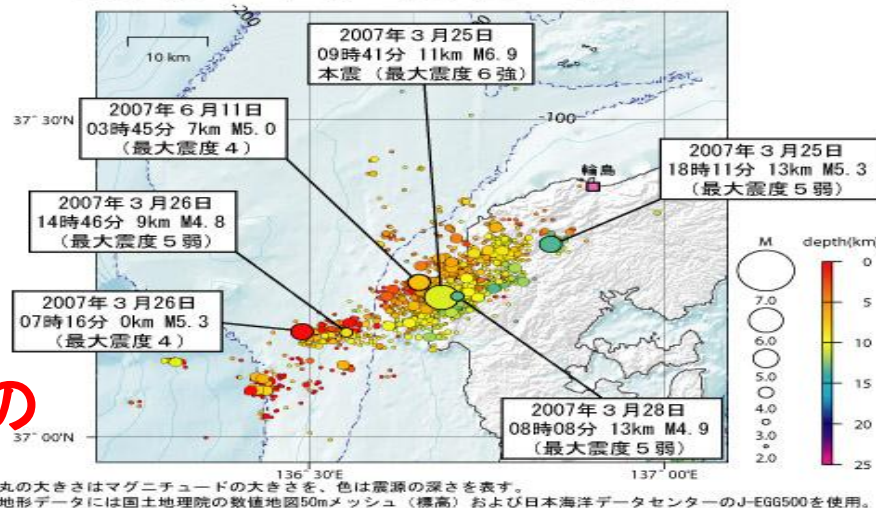 -200
10 km
2007年3月25日
09時41分 11km M6.9
本震（最大震度６強）
2007年６月11日
03時45分 7km M5.0
（最大震度４）
37ﾟ30'N
-100
2007年３月25日
18時11分 13km M5.3
（最大震度５弱）
輪島
2007年３月26日
14時46分 9km M4.8
（最大震度５弱）
2007年３月26日
07時16分 0km M5.3
（最大震度４）
M
7.0
6.0
5.0
4.0
3.0
2.0
depth(km)
0
5
10
15
20
25
の
2007年３月28日
08時08分 13km M4.9
（最大震度５弱）
37ﾟ00'N
136ﾟ30'E
137ﾟ00'E
丸の大きさはマグニチュードの大きさを、色は震源の深さを表す。
地形データには国土地理院の数値地図50mメッシュ（標高）および日本海洋データセンターのJ-EGG500を使用。